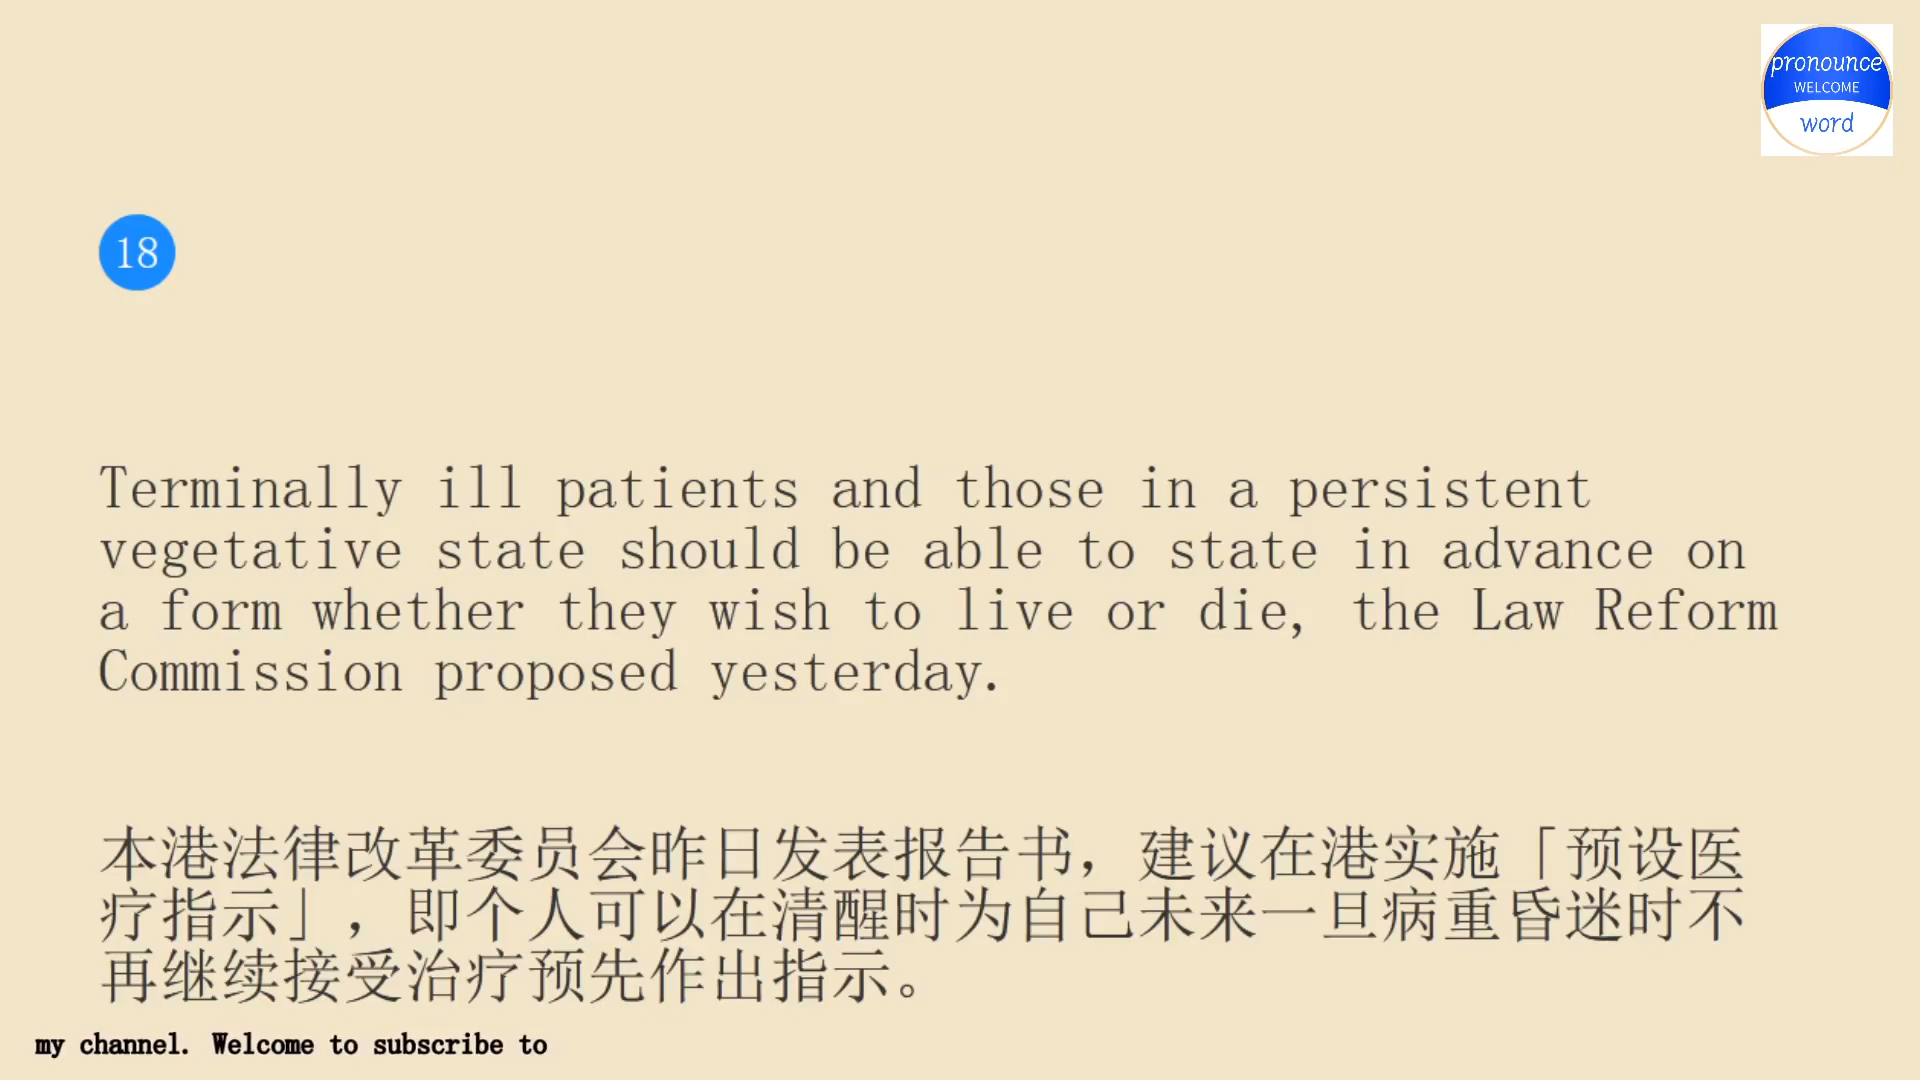 pronounce
WELCOME
word
18
Terminally ill patients and those in a persistent
vegetative state should be able to state in advance on
a form whether they wish to live or die, the Law Reform
Commission proposed yesterday.
本港法律改革委员会昨日发表报告书，建议在港实施「预设医
疗指示」，即个人可以在清醒时为自己未来一旦病重昏迷时不
再继续接受治疗预先作出指示。
my channel. Welcome to subscribe to